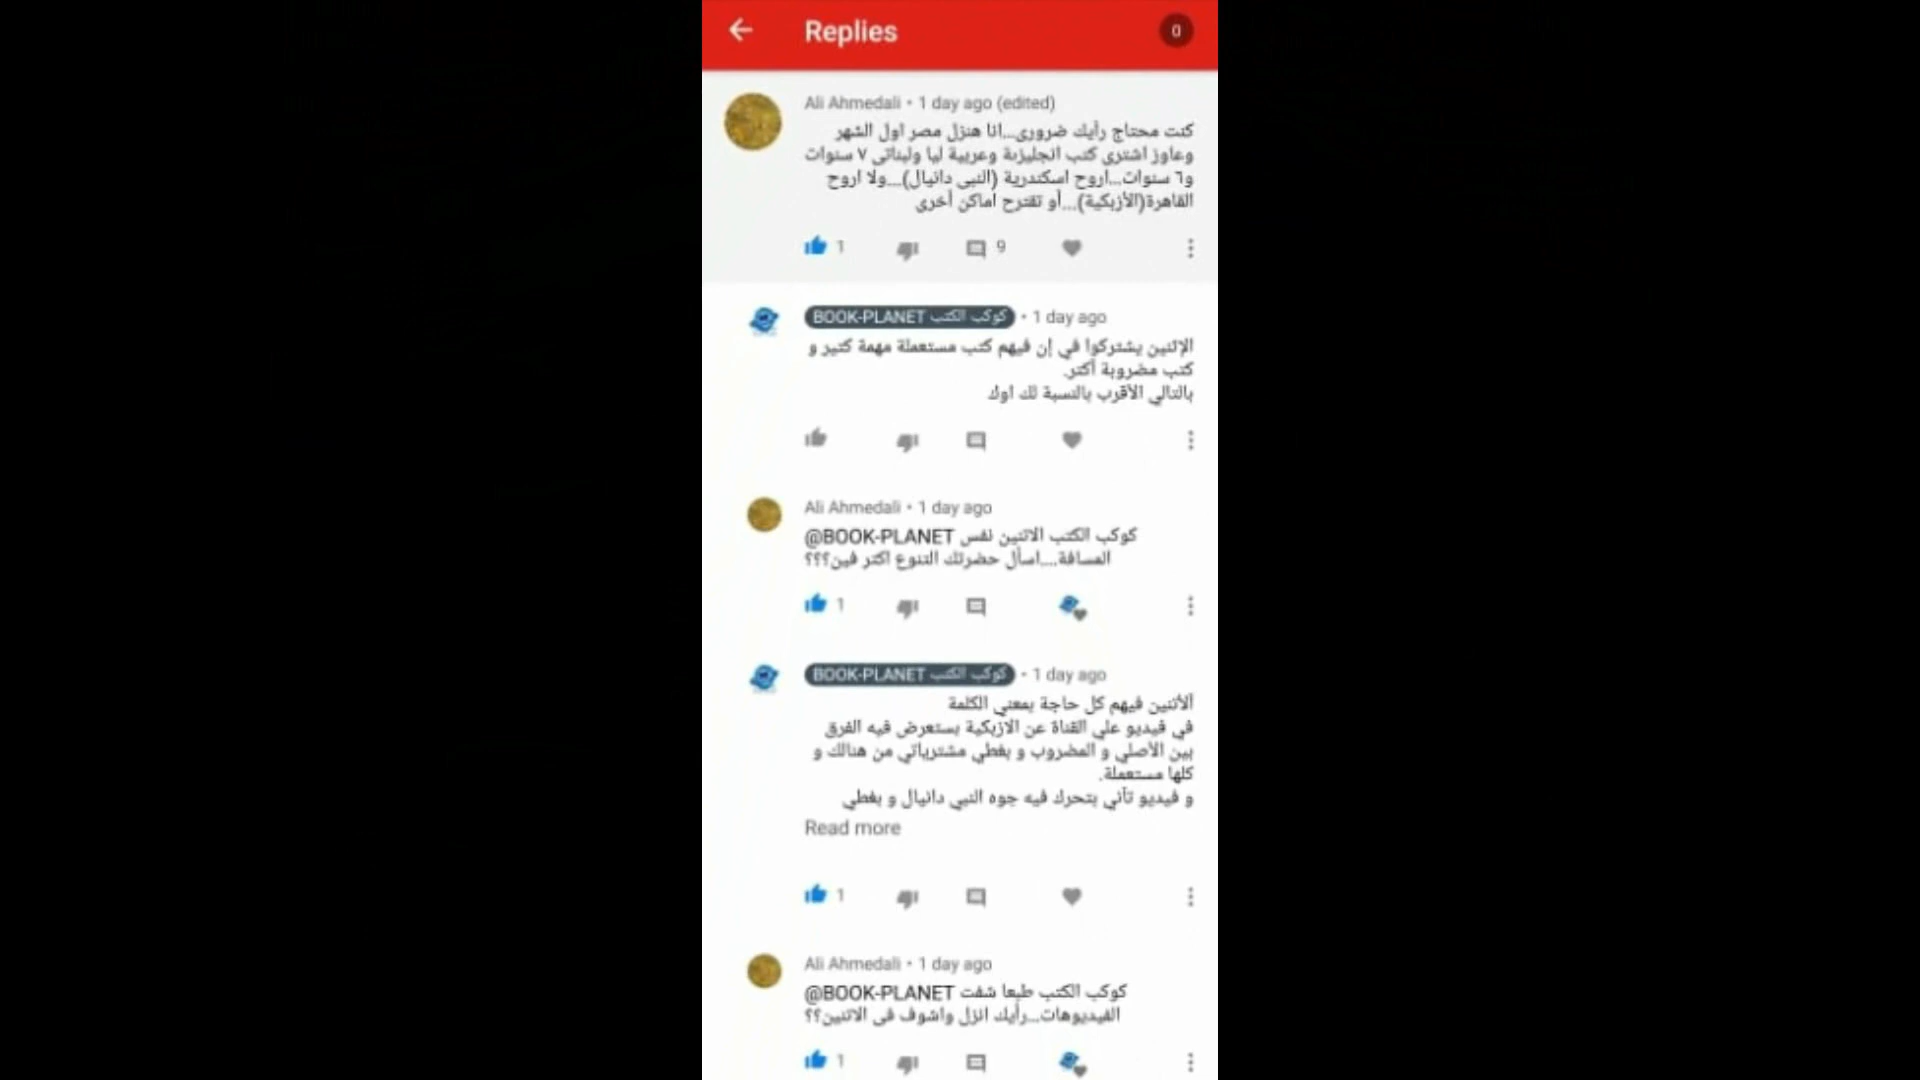 Replies
0
Ali Ahmedali • 1 day ago (edited)
كنت محتاج رأيك ضرورى...انا هنزل مصر اول الشهر
وعاوز اشترى كتب انجليزىة وعربية ليا ولبناتى ٧ سنوات
و٦ سنوات...اروح اسكندرية (النبى دانيال)...ولا اروح
القاهرة(الأزبكية)...أو تقترح اماكن أخرى
1
9
BOOK-PLANET كوكب الكتب • 1 day ago
الإثنين يشتركوا في إن فيهم كتب مستعملة مهمة كتير و
كتب مضروبة أكتر.
بالتالي الأقرب بالنسبة لك اوك
Ali Ahmedali • 1 day ago
@BOOK-PLANET كوكب الكتب الاتنين نفس
المسافة....اسأل حضرتك التنوع اكتر فين؟؟؟
1
BOOK-PLANET كوكب الكتب • 1 day ago
الأتنين فيهم كل حاجة بمعني الكلمة
في فيديو علي القناة عن الازبكية بستعرض فيه الفرق
بين الأصلي و المضروب و بغطي مشترياتي من هنالك و
كلها مستعملة.
و فيديو تأني بتحرك فيه جوه النبي دانيال و بغطي
Read more
1
Ali Ahmedali • 1 day ago
@BOOK-PLANET كوكب الكتب طبعا شفت
الفيديوهات...رأيك انزل واشوف فى الاتنين؟؟
1